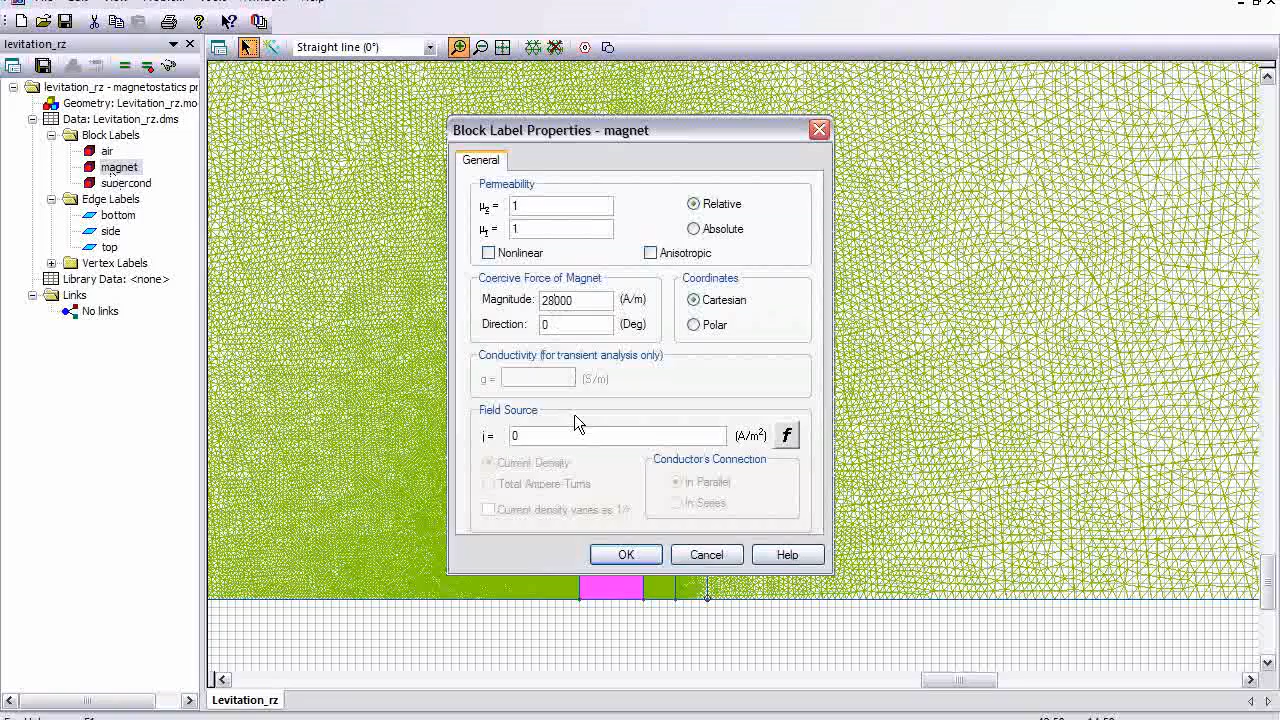 levitation_rz
Straight line (0°)
levitation_rz - magnetostatics pr
Geometry: Levitation_rz.mo
Data: Levitation_rz.dms
Block Labels
air
magnet
supercond
Edge Labels
bottom
side
top
Vertex Labels
Library Data: <none>
Links
No links
Block Label Properties - magnet
General
Permeability
μz = 1
Relative
μr = 1
Absolute
Nonlinear
Anisotropic
Coercive Force of Magnet
Coordinates
Magnitude: 28000 (A/m)
Cartesian
Direction: 0 (Deg)
Polar
Conductivity (for transient analysis only)
g = (S/m)
Field Source
j = 0 (A/m²) f
Current Density
Conductor's Connection
Total Ampere Turns
In Parallel
In Series
Current density varies as 1/r
OK
Cancel
Help
Levitation_rz